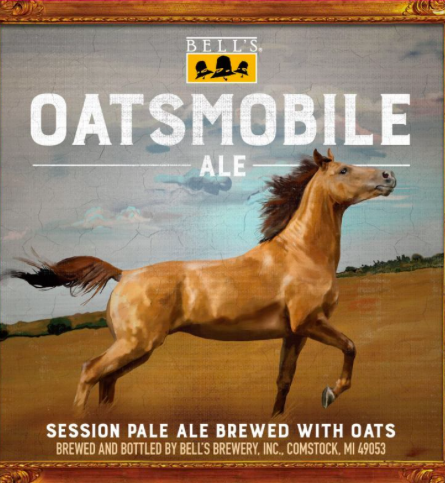 BELL'S®
OATSMOBILE
ALE
SESSION PALE ALE BREWED WITH OATS
BREWED AND BOTTLED BY BELL'S BREWERY, INC., COMSTOCK, MI 49053